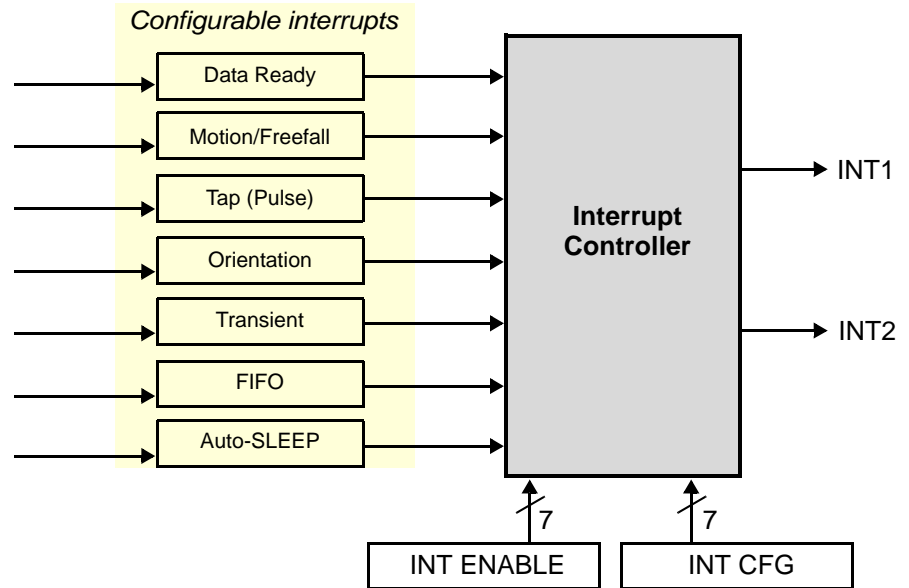 Configurable interrupts
Data Ready
Motion/Freefall
Tap (Pulse)
Orientation
Transient
FIFO
Auto-SLEEP
Interrupt
Controller
INT1
INT2
7
7
INT ENABLE
INT CFG